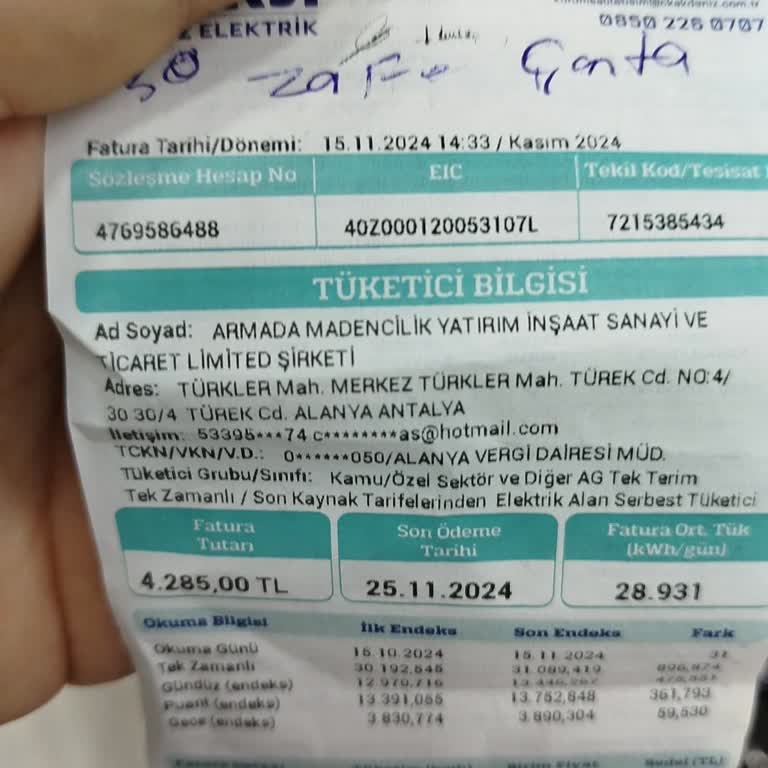 ELEKTRİK
0850 226 0707
30 Zafer Çanta
Fatura Tarihi/Dönemi: 15.11.2024 14:33 / Kasım 2024
Sözleşme Hesap No EIC Tekil Kod/Tesisat
4769586488 40Z000120053107L 7215385434
TÜKETİCİ BİLGİSİ
Ad Soyad: ARMADA MADENCİLİK YATIRIM İNŞAAT SANAYİ VE
TİCARET LİMİTED ŞİRKETİ
Adres: TÜRKLER Mah. MERKEZ TÜRKLER Mah. TÜREK Cd. NO:4/
30 30/4 TÜREK Cd. ALANYA ANTALYA
İletişim: 53395***74 c********as@hotmail.com
TCKN/VKN/V.D.: 0******050/ALANYA VERGİ DAİRESİ MÜD.
Tüketici Grubu/Sınıfı: Kamu/Özel Sektör ve Diğer AG Tek Terim
Tek Zamanlı / Son Kaynak Tarifelerinden Elektrik Alan Serbest Tüketici
Fatura Tutarı Son Ödeme Tarihi Fatura Ort. Tük (kWh/gün)
4.285,00 TL 25.11.2024 28.931
Okuma Bilgisi İlk Endeks Son Endeks Fark
Okuma Günü 15.10.2024 15.11.2024 31
Tek Zamanlı 30.192,545 31.089,419 896,874
Gündüz (endeks) 12.970,716
Puant (endeks) 13.391,055 13.752,848 361,793
Gece (endeks) 3.830,774 3.890,304 59,530